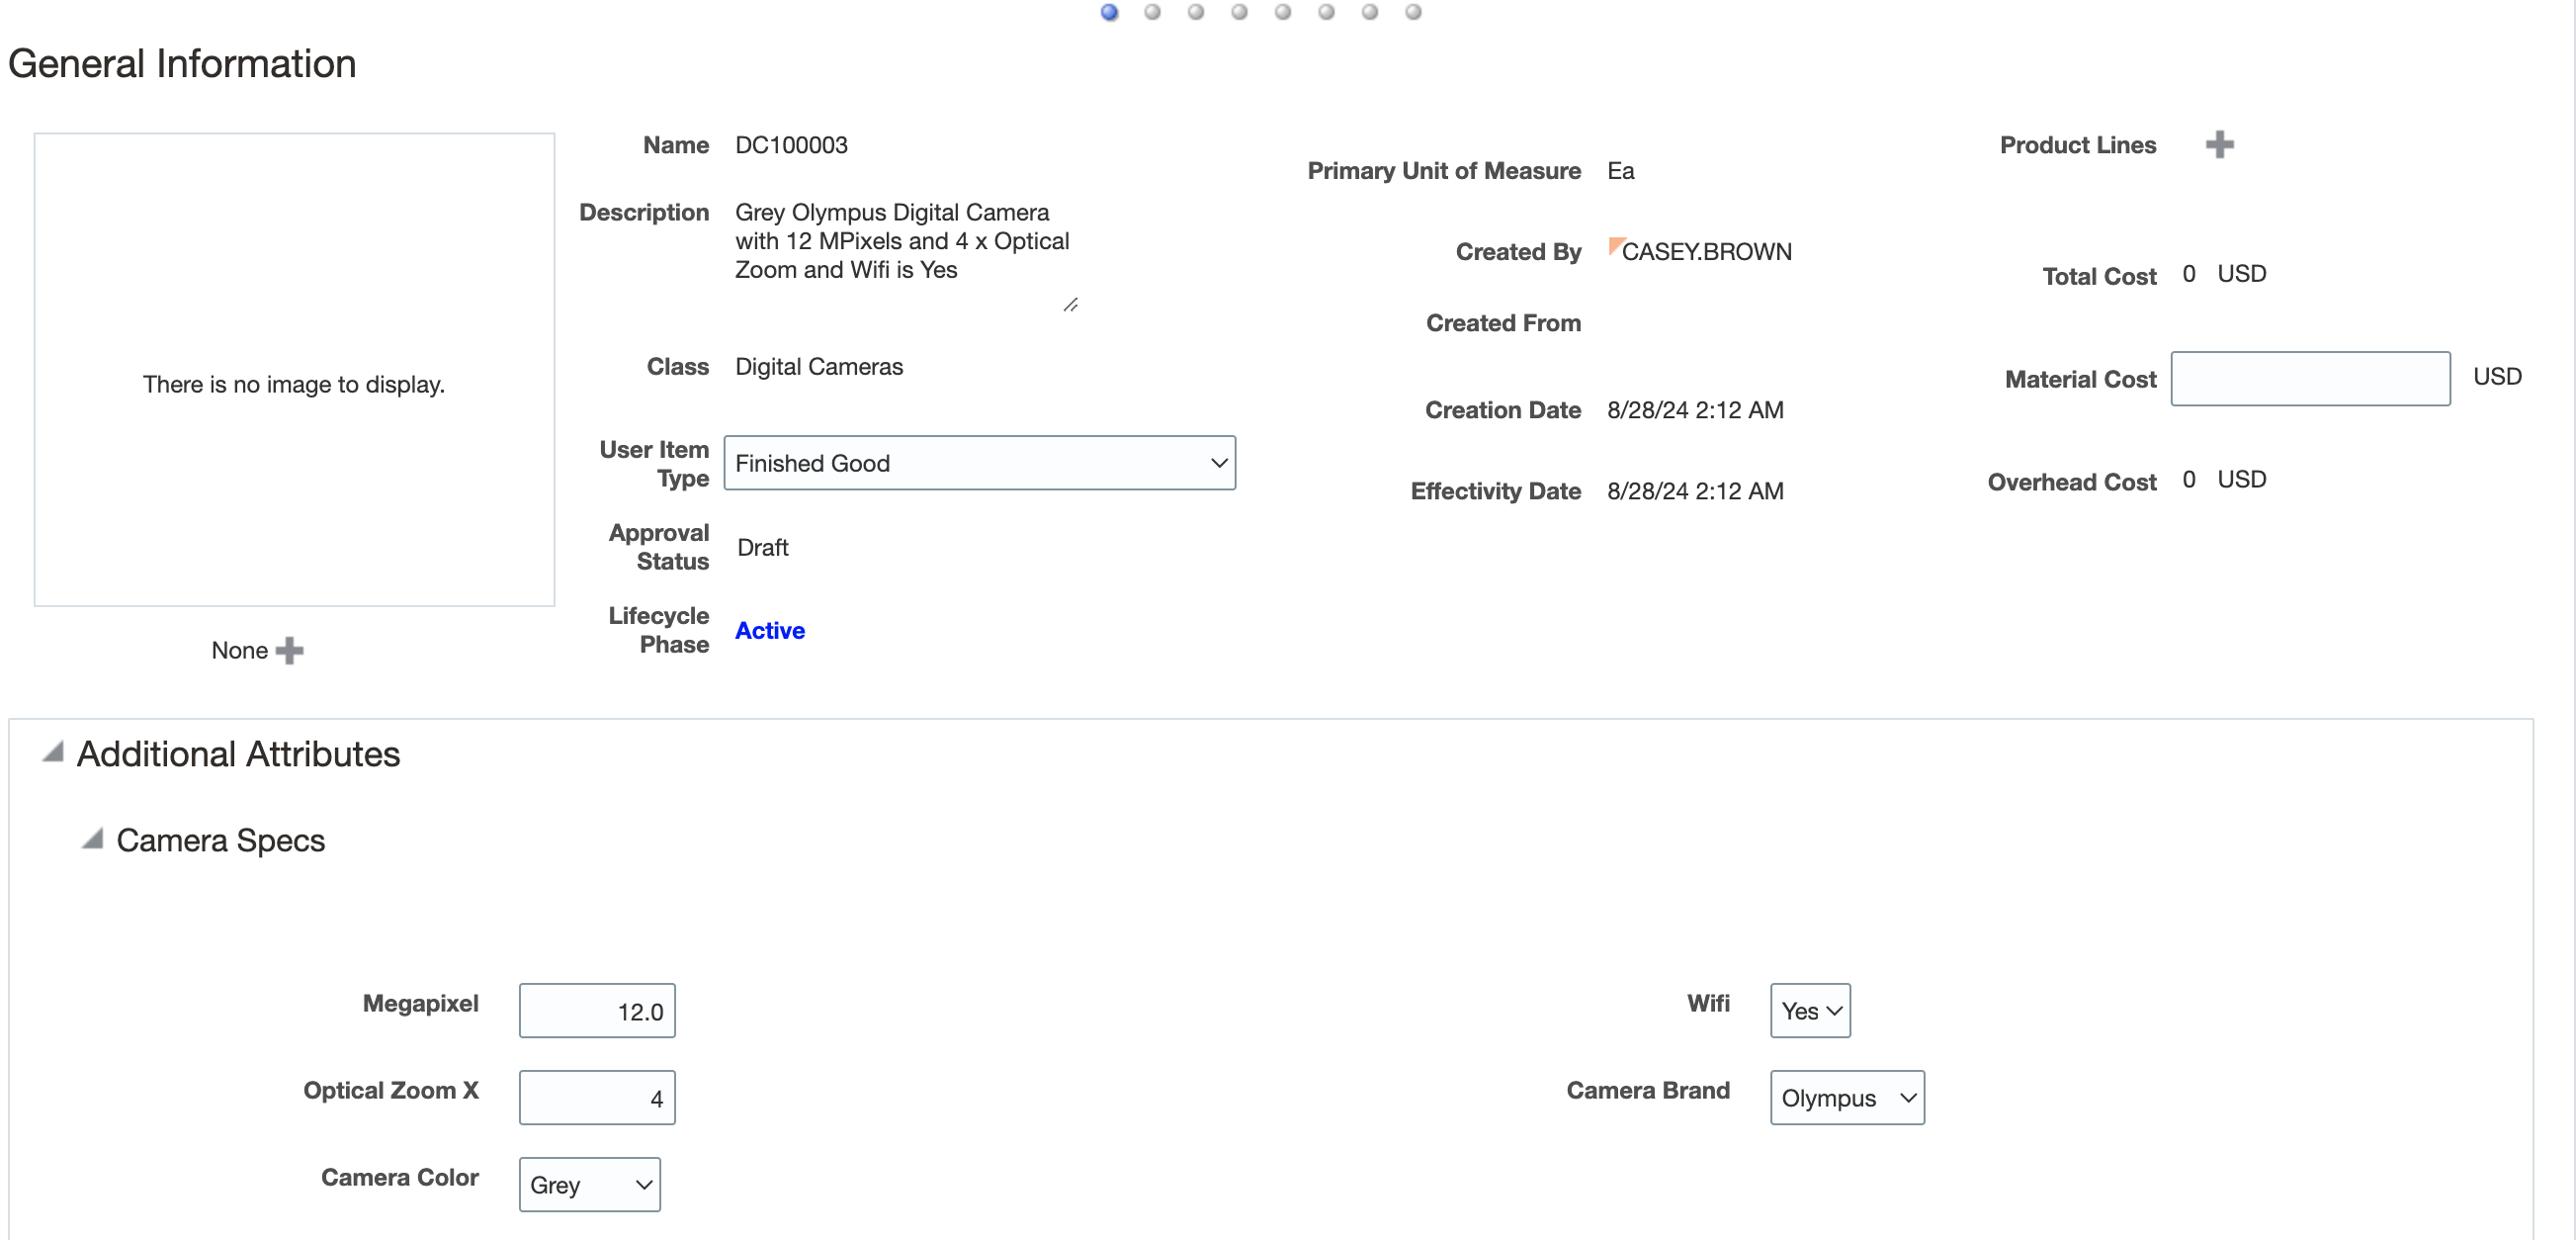 General Information
There is no image to display.
None
Name DC100003
Description Grey Olympus Digital Camera
with 12 MPixels and 4 x Optical
Zoom and Wifi is Yes
Class Digital Cameras
User Item
Type Finished Good
Approval
Status Draft
Lifecycle
Phase Active
Primary Unit of Measure Ea
Created By CASEY.BROWN
Created From
Creation Date 8/28/24 2:12 AM
Effectivity Date 8/28/24 2:12 AM
Product Lines
Total Cost 0 USD
Material Cost USD
Overhead Cost 0 USD
Additional Attributes
Camera Specs
Megapixel 12.0
Optical Zoom X 4
Camera Color Grey
Wifi Yes
Camera Brand Olympus